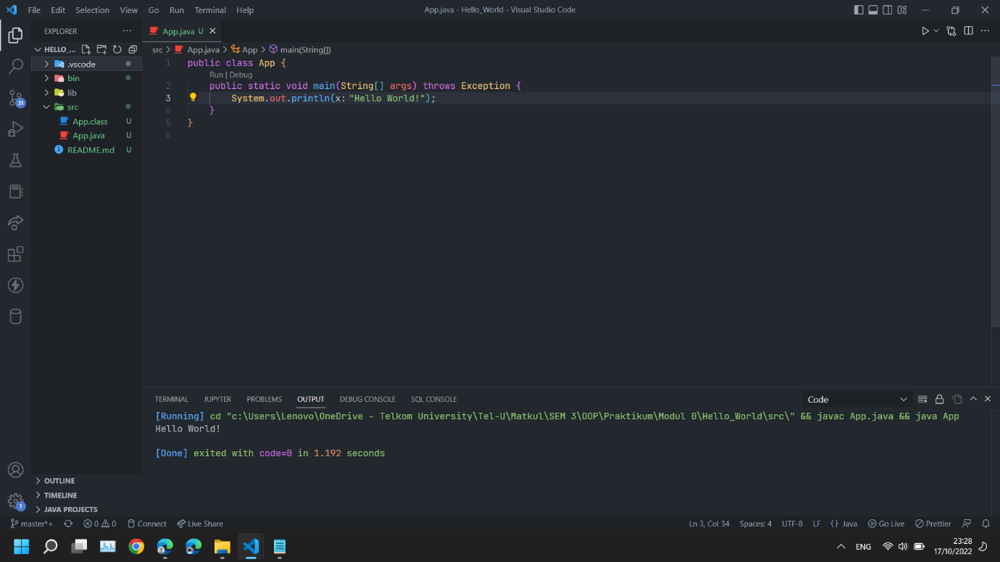 File Edit Selection View Go Run Terminal Help App.java - Hello_World - Visual Studio Code
EXPLORER
App.java U
HELLO_...
.vscode
bin
lib
src
App.class U
App.java U
README.md U
OUTLINE
TIMELINE
JAVA PROJECTS
31
1
src > App.java > App > main(String[])
1 public class App {
Run | Debug
2 public static void main(String[] args) throws Exception {
3 System.out.println(x: "Hello World!");
4 }
5 }
6
TERMINAL JUPYTER PROBLEMS OUTPUT DEBUG CONSOLE SQL CONSOLE Code
[Running] cd "c:\Users\Lenovo\OneDrive - Telkom University\Tel-U\Matkul\SEM 3\OOP\Praktikum\Modul 0\Hello_World\src\" && javac App.java && java App
Hello World!
[Done] exited with code=0 in 1.192 seconds
master*+ 0 0 Connect Live Share Ln 3, Col 34 Spaces: 4 UTF-8 LF {} Java Go Live Prettier
ENG
23:28
17/10/2022